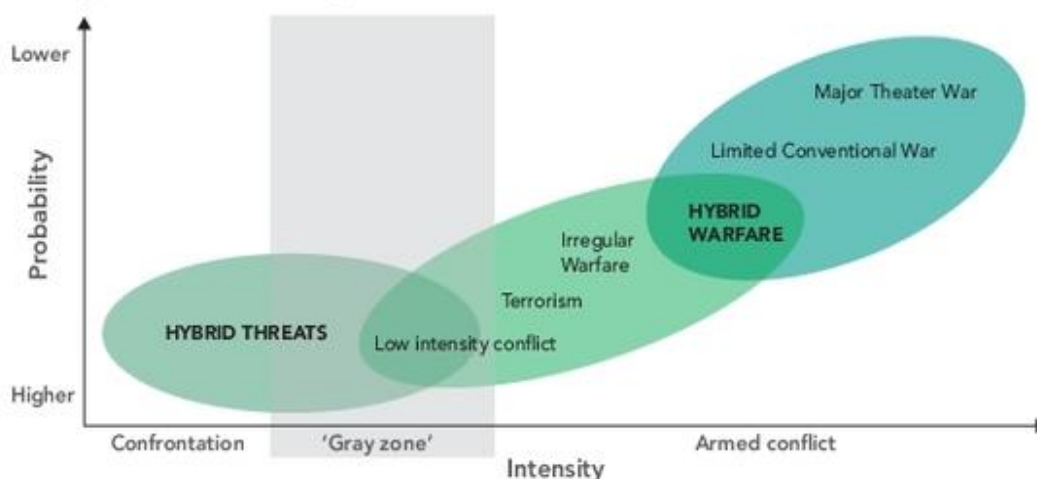 Lower
Major Theater War
Limited Conventional War
Probability
HYBRID
WARFARE
Irregular
Warfare
Terrorism
HYBRID THREATS
Low intensity conflict
Higher
Confrontation
'Gray zone'
Armed conflict
Intensity